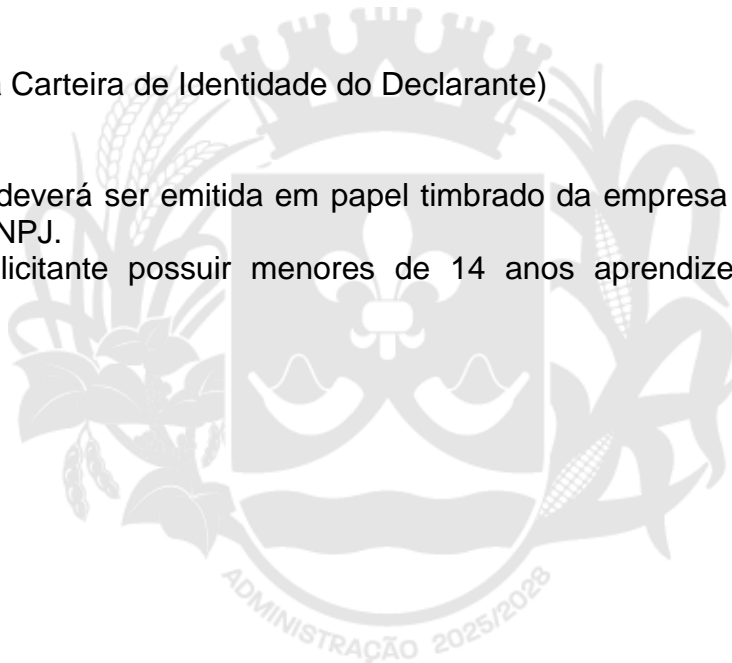 a Carteira de Identidade do Declarante)
deverá ser emitida em papel timbrado da empresa
NPJ.
licitante possuir menores de 14 anos aprendize
ADMINISTRAÇÃO 2025/2028